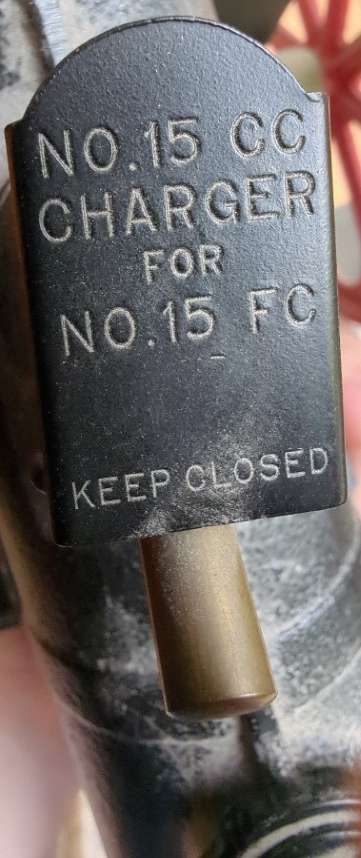 NO.15 CC
CHARGER
FOR
NO.15 FC
KEEP CLOSED